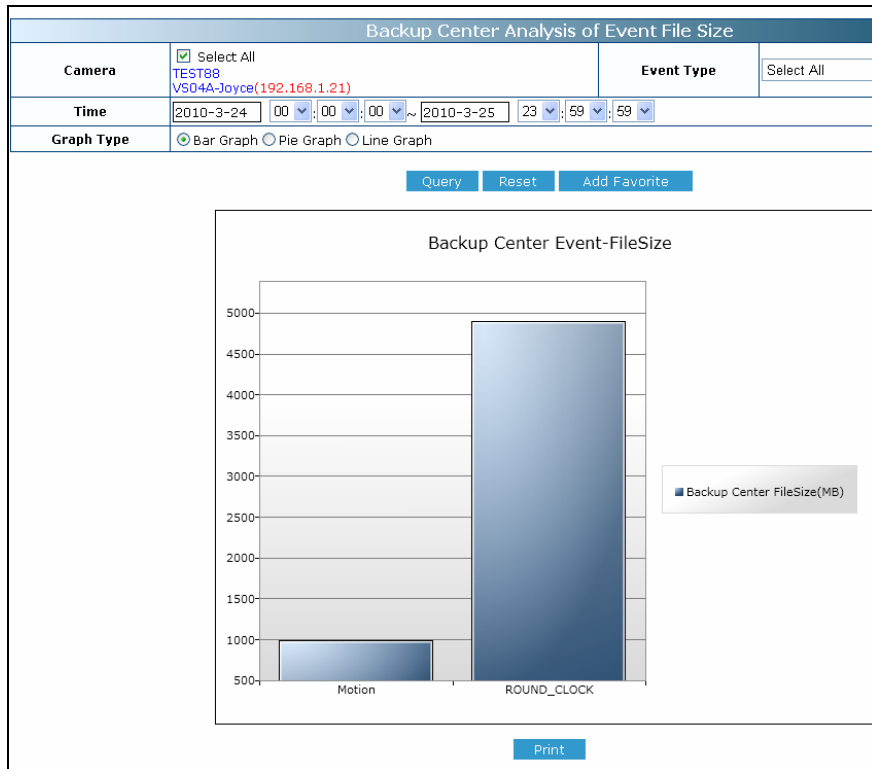 Backup Center Analysis of Event File Size
Camera
Select All
TEST88
VS04A-Joyce(192.168.1.21)
Event Type
Select All
Time
2010-3-24 00 : 00 : 00 ~ 2010-3-25 23 : 59 : 59
Graph Type
Bar Graph Pie Graph Line Graph
Query Reset Add Favorite
Backup Center Event-FileSize
5000
4500
4000
3500
3000
2500
2000
1500
1000
500
Motion ROUND_CLOCK
Backup Center FileSize(MB)
Print